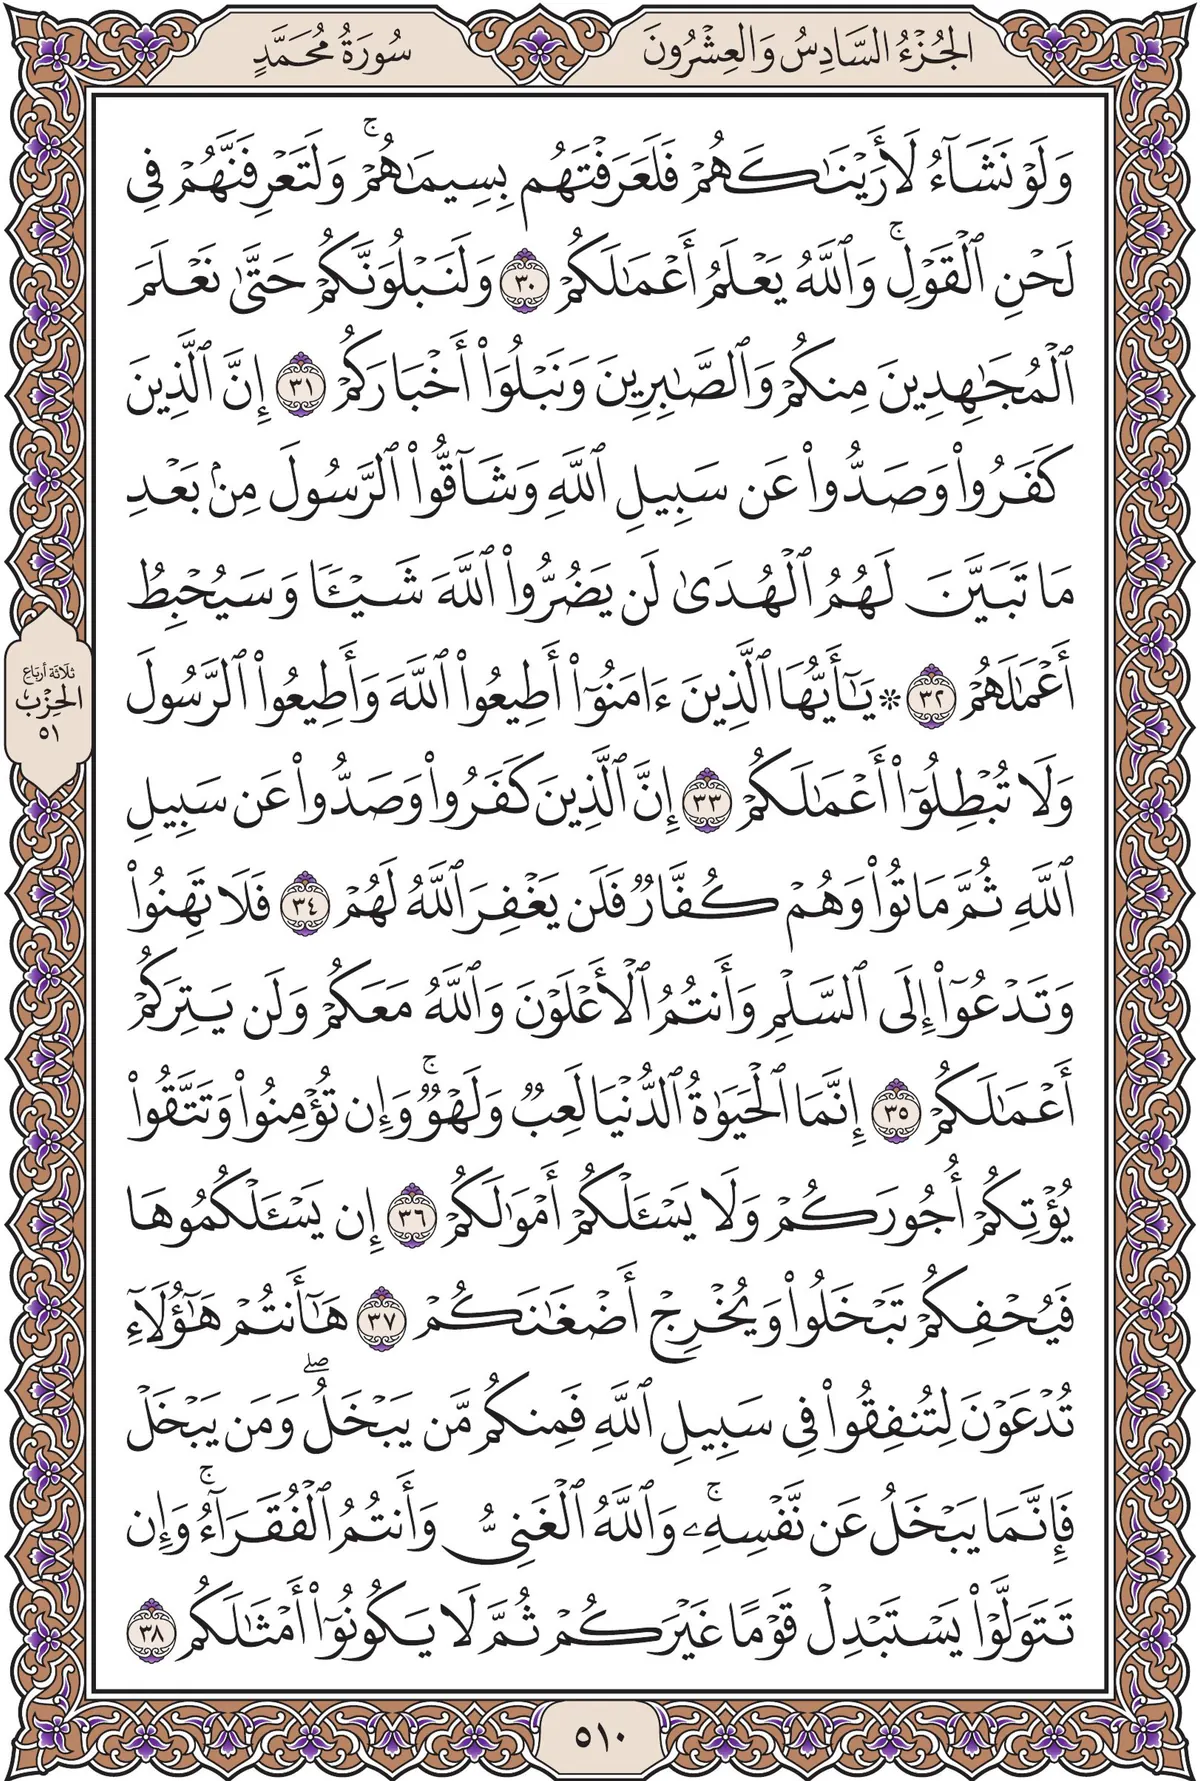 الجُزْءُ السَّادِسُ وَالعِشْرُونَ
سُورَةُ مُحَمَّدٍ
وَلَوْ نَشَآءُ لَأَرَيْنَٰكَهُمْ فَلَعَرَفْتَهُم بِسِيمَٰهُمْۚ وَلَتَعْرِفَنَّهُمْ فِى
لَحْنِ ٱلْقَوْلِۚ وَٱللَّهُ يَعْلَمُ أَعْمَٰلَكُمْ ٣٠ وَلَنَبْلُوَنَّكُمْ حَتَّىٰ نَعْلَمَ
ٱلْمُجَٰهِدِينَ مِنكُمْ وَٱلصَّٰبِرِينَ وَنَبْلُوَا۟ أَخْبَارَكُمْ ٣١ إِنَّ ٱلَّذِينَ
كَفَرُوا۟ وَصَدُّوا۟ عَن سَبِيلِ ٱللَّهِ وَشَآقُّوا۟ ٱلرَّسُولَ مِنۢ بَعْدِ
مَا تَبَيَّنَ لَهُمُ ٱلْهُدَىٰ لَن يَضُرُّوا۟ ٱللَّهَ شَيْـًٔا وَسَيُحْبِطُ
أَعْمَٰلَهُمْ ٣٢ ۞ يَٰٓأَيُّهَا ٱلَّذِينَ ءَامَنُوٓا۟ أَطِيعُوا۟ ٱللَّهَ وَأَطِيعُوا۟ ٱلرَّسُولَ
وَلَا تُبْطِلُوٓا۟ أَعْمَٰلَكُمْ ٣٣ إِنَّ ٱلَّذِينَ كَفَرُوا۟ وَصَدُّوا۟ عَن سَبِيلِ
ٱللَّهِ ثُمَّ مَاتُوا۟ وَهُمْ كُفَّارٌ فَلَن يَغْفِرَ ٱللَّهُ لَهُمْ ٣٤ فَلَا تَهِنُوا۟
وَتَدْعُوٓا۟ إِلَى ٱلسَّلْمِ وَأَنتُمُ ٱلْأَعْلَوْنَ وَٱللَّهُ مَعَكُمْ وَلَن يَتِرَكُمْ
أَعْمَٰلَكُمْ ٣٥ إِنَّمَا ٱلْحَيَوٰةُ ٱلدُّنْيَا لَعِبٌ وَلَهْوٌۚ وَإِن تُؤْمِنُوا۟ وَتَتَّقُوا۟
يُؤْتِكُمْ أُجُورَكُمْ وَلَا يَسْـَٔلْكُمْ أَمْوَٰلَكُمْ ٣٦ إِن يَسْـَٔلْكُمُوهَا
فَيُحْفِكُمْ تَبْخَلُوا۟ وَيُخْرِجْ أَضْغَٰنَكُمْ ٣٧ هَٰٓأَنتُمْ هَٰٓؤُلَآءِ
تُدْعَوْنَ لِتُنفِقُوا۟ فِى سَبِيلِ ٱللَّهِ فَمِنكُم مَّن يَبْخَلُۖ وَمَن يَبْخَلْ
فَإِنَّمَا يَبْخَلُ عَن نَّفْسِهِۦۚ وَٱللَّهُ ٱلْغَنِىُّ وَأَنتُمُ ٱلْفُقَرَآءُۚ وَإِن
تَتَوَلَّوْا۟ يَسْتَبْدِلْ قَوْمًا غَيْرَكُمْ ثُمَّ لَا يَكُونُوٓا۟ أَمْثَٰلَكُم ٣٨
ثلَاثَة أرباع
الحِزْب
٥١
٥١٠